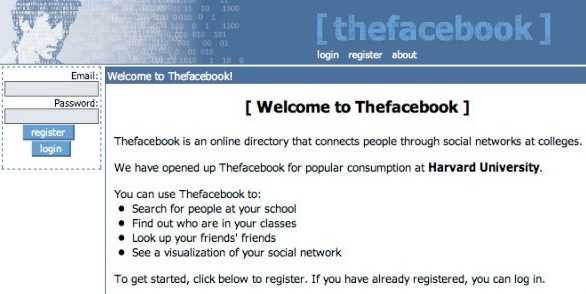 [ thefacebook ]
login register about
Email:
Password:
register
login
Welcome to Thefacebook!
[ Welcome to Thefacebook ]
Thefacebook is an online directory that connects people through social networks at colleges.
We have opened up Thefacebook for popular consumption at Harvard University.
You can use Thefacebook to:
● Search for people at your school
● Find out who are in your classes
● Look up your friends' friends
● See a visualization of your social network
To get started, click below to register. If you have already registered, you can log in.